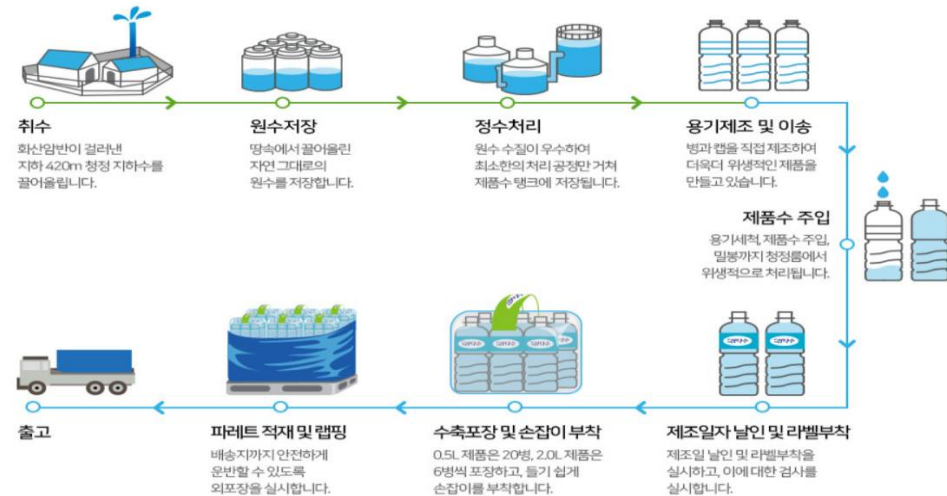 취수
화산암반이 걸러낸
지하 420m 청정 지하수를
끌어올립니다.
원수저장
땅속에서 끌어올린
자연 그대로의
원수를 저장합니다.
정수처리
원수 수질이 우수하여
최소한의 처리 공정만 거쳐
제품수 탱크에 저장됩니다.
용기제조 및 이송
병과 캡을 직접 제조하여
더욱더 위생적인 제품을
만들고 있습니다.
제품수 주입
용기세척, 제품수 주입,
밀봉까지 청정룸에서
위생적으로 처리됩니다.
제조일자 날인 및 라벨부착
제조일 날인 및 라벨부착을
실시하고, 이에 대한 검사를
실시합니다.
수축포장 및 손잡이 부착
0.5L 제품은 20병, 2.0L 제품은
6병씩 포장하고, 들기 쉽게
손잡이를 부착합니다.
파레트 적재 및 랩핑
배송지까지 안전하게
운반할 수 있도록
외포장을 실시합니다.
출고